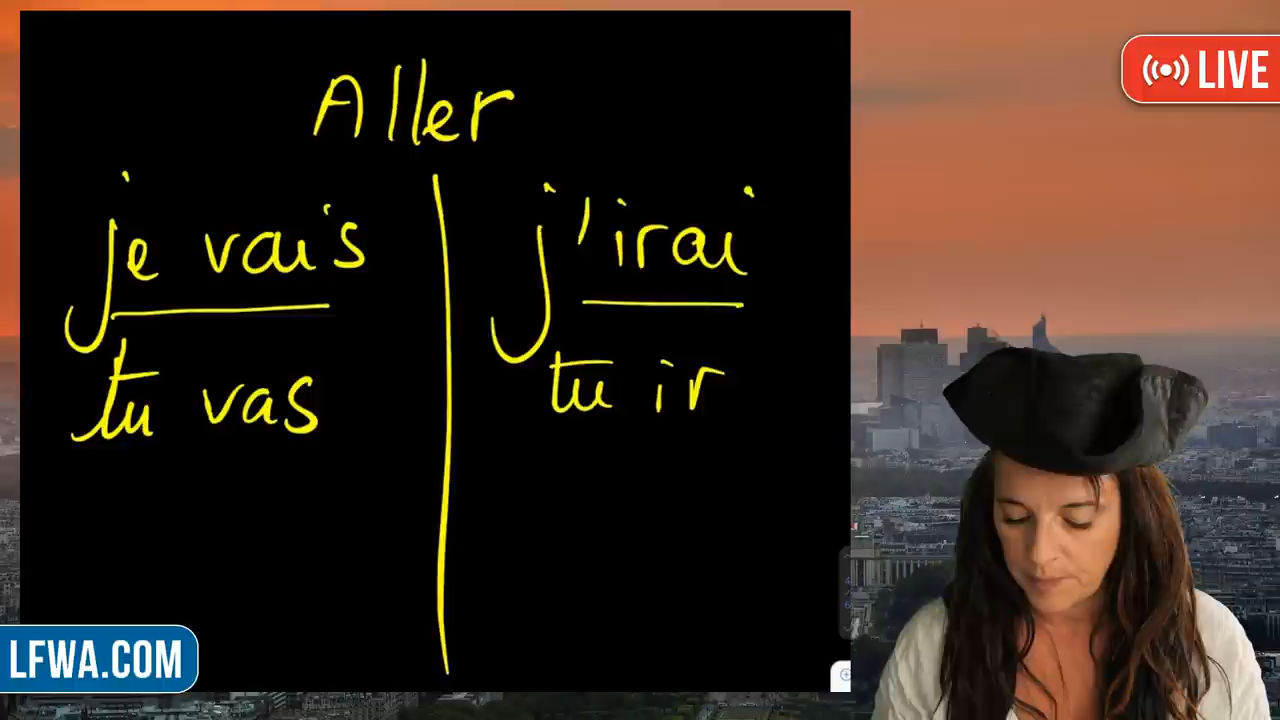 Aller
je vais
tu vas
j'irai
tu ir
LIVE
LFWA.COM